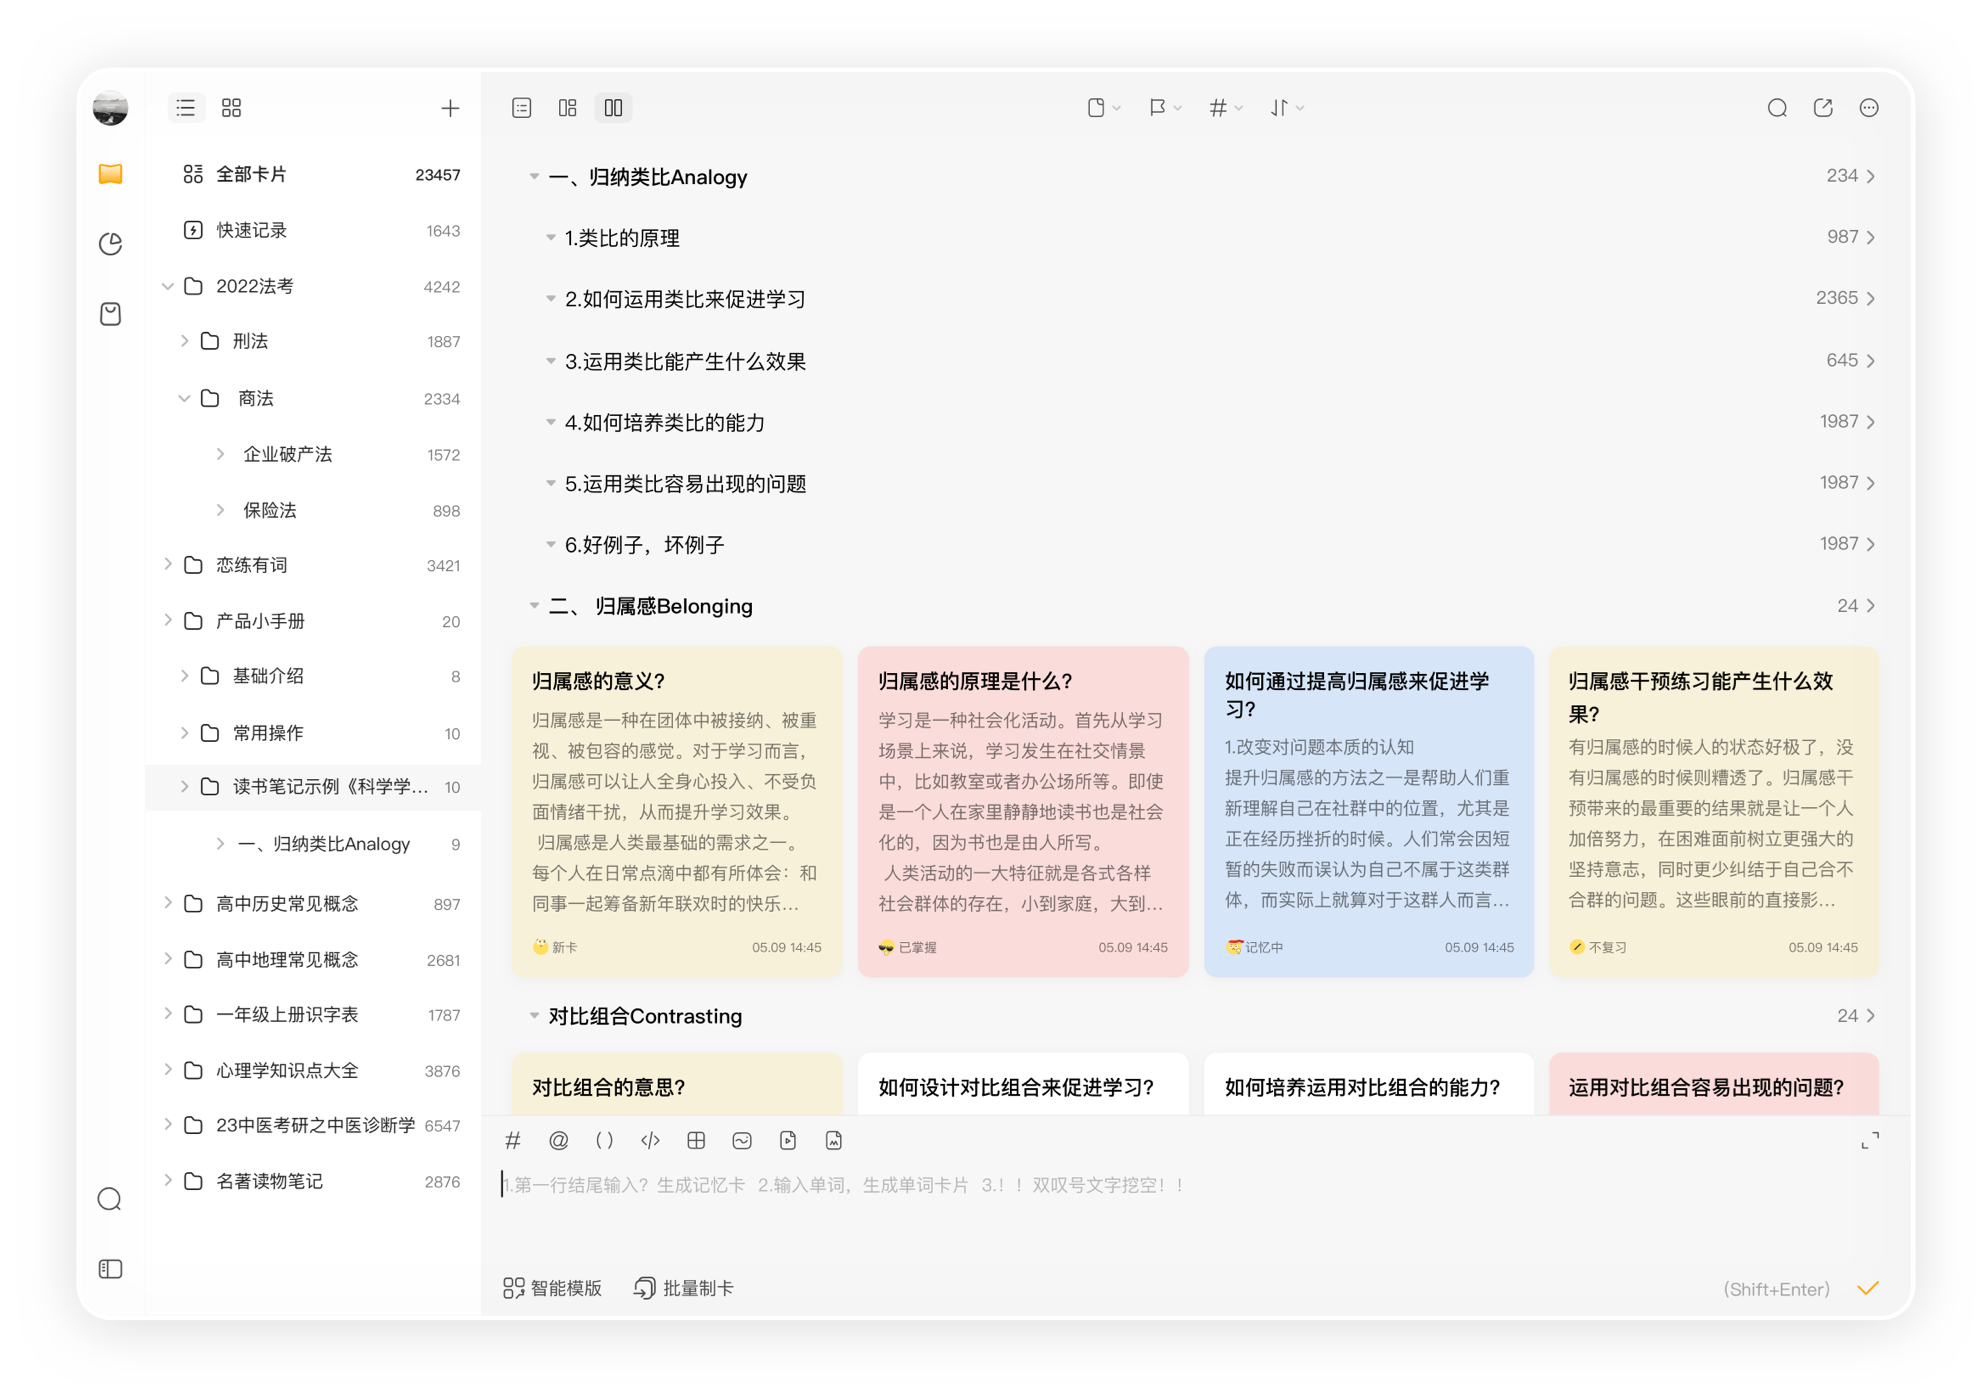 全部卡片 23457
快速记录 1643
2022法考 4242
刑法 1887
商法 2334
企业破产法 1572
保险法 898
恋练有词 3421
产品小手册 20
基础介绍 8
常用操作 10
读书笔记示例《科学学... 10
一、归纳类比Analogy 9
高中历史常见概念 897
高中地理常见概念 2681
一年级上册识字表 1787
心理学知识点大全 3876
23中医考研之中医诊断学 6547
名著读物笔记 2876
一、归纳类比Analogy 234
1.类比的原理 987
2.如何运用类比来促进学习 2365
3.运用类比能产生什么效果 645
4.如何培养类比的能力 1987
5.运用类比容易出现的问题 1987
6.好例子，坏例子 1987
二、 归属感Belonging 24
归属感的意义？
归属感是一种在团体中被接纳、被重
视、被包容的感觉。对于学习而言，
归属感可以让人全身心投入、不受负
面情绪干扰，从而提升学习效果。
归属感是人类最基础的需求之一。
每个人在日常点滴中都有所体会：和
同事一起筹备新年联欢时的快乐...
新卡 05.09 14:45
归属感的原理是什么？
学习是一种社会化活动。首先从学习
场景上来说，学习发生在社交情景
中，比如教室或者办公场所等。即使
是一个人在家里静静地读书也是社会
化的，因为书也是由人所写。
人类活动的一大特征就是各式各样
社会群体的存在，小到家庭，大到...
已掌握 05.09 14:45
如何通过提高归属感来促进学
习？
1.改变对问题本质的认知
提升归属感的方法之一是帮助人们重
新理解自己在社群中的位置，尤其是
正在经历挫折的时候。人们常会因短
暂的失败而误认为自己不属于这类群
体，而实际上就算对于这群人而言...
记忆中 05.09 14:45
归属感干预练习能产生什么效
果？
有归属感的时候人的状态好极了，没
有归属感的时候则糟透了。归属感干
预带来的最重要的结果就是让一个人
加倍努力，在困难面前树立更强大的
坚持意志，同时更少纠结于自己合不
合群的问题。这些眼前的直接影...
不复习 05.09 14:45
对比组合Contrasting 24
对比组合的意思？
如何设计对比组合来促进学习？
如何培养运用对比组合的能力？
运用对比组合容易出现的问题？
1.第一行结尾输入？生成记忆卡 2.输入单词，生成单词卡片 3.！！双叹号文字挖空！！
智能模版 批量制卡 (Shift+Enter)